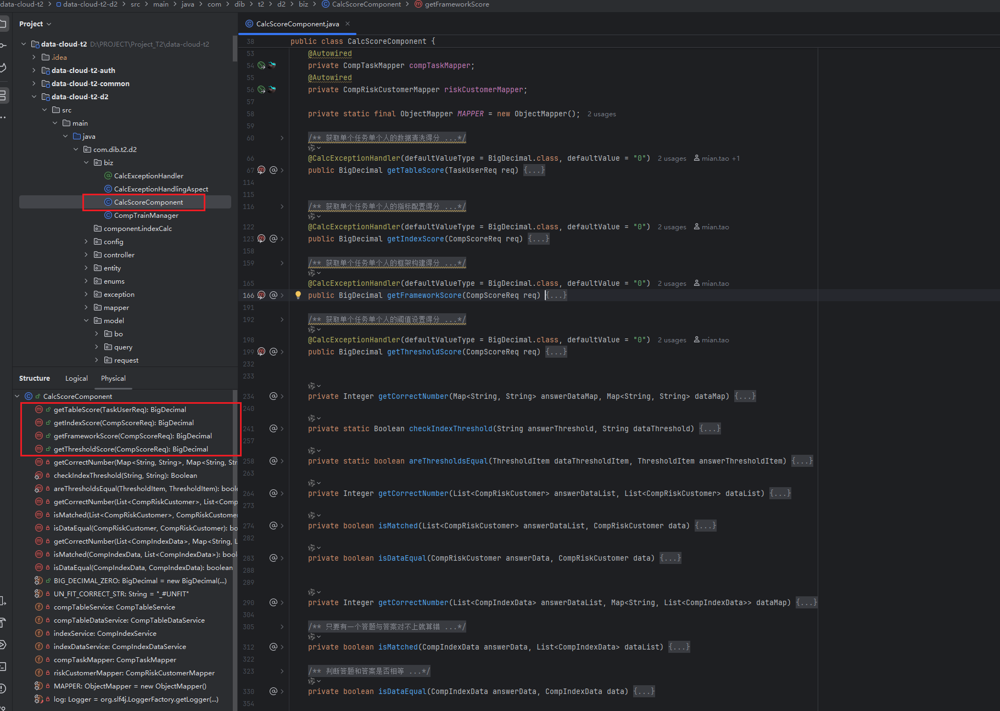 data-cloud-t2 > data-cloud-t2-d2 > src > main > java > com > dib > t2 > d2 > biz > CalcScoreComponent > getFrameworkScore
Project
data-cloud-t2 D:\PROJECT\Project_T2\data-cloud-t2
.idea
data-cloud-t2-auth
data-cloud-t2-common
data-cloud-t2-d2
src
main
java
com.dib.t2.d2
biz
CalcExceptionHandler
CalcExceptionHandlingAspect
CalcScoreComponent
CompTrainManager
component.indexCalc
config
controller
entity
enums
exception
mapper
model
bo
query
request
Structure Logical Physical
CalcScoreComponent
getTableScore(TaskUserReq): BigDecimal
getIndexScore(CompScoreReq): BigDecimal
getFrameworkScore(CompScoreReq): BigDecimal
getThresholdScore(CompScoreReq): BigDecimal
getCorrectNumber(Map<String, String>, Map<String, Str
checkIndexThreshold(String, String): Boolean
areThresholdsEqual(ThresholdItem, ThresholdItem): boole
getCorrectNumber(List<CompRiskCustomer>, List<Comp
isMatched(List<CompRiskCustomer>, CompRiskCustomer
isDataEqual(CompRiskCustomer, CompRiskCustomer): bo
getCorrectNumber(List<CompIndexData>, Map<String, L
isMatched(CompIndexData, List<CompIndexData>): bool
isDataEqual(CompIndexData, CompIndexData): boolean
BIG_DECIMAL_ZERO: BigDecimal = new BigDecimal(...)
UN_FIT_CORRECT_STR: String = "_#UNFIT"
compTableService: CompTableService
compTableDataService: CompTableDataService
indexService: CompIndexService
indexDataService: CompIndexDataService
compTaskMapper: CompTaskMapper
riskCustomerMapper: CompRiskCustomerMapper
MAPPER: ObjectMapper = new ObjectMapper()
log: Logger = org.slf4j.LoggerFactory.getLogger(...)
CalcScoreComponent.java
38 public class CalcScoreComponent {
53 @Autowired
54 private CompTaskMapper compTaskMapper;
55 @Autowired
56 private CompRiskCustomerMapper riskCustomerMapper;
57
58 private static final ObjectMapper MAPPER = new ObjectMapper(); 2 usages
59
60 /** 获取单个任务单个人的数据清洗得分 ...*/
66 @CalcExceptionHandler(defaultValueType = BigDecimal.class, defaultValue = "0") 2 usages mian.tao +1
67 public BigDecimal getTableScore(TaskUserReq req) {...}
114
115
116 /** 获取单个任务单个人的指标配置得分 ...*/
122 @CalcExceptionHandler(defaultValueType = BigDecimal.class, defaultValue = "0") 2 usages mian.tao
123 public BigDecimal getIndexScore(CompScoreReq req) {...}
158
159 /** 获取单个任务单个人的框架构建得分 ...*/
165 @CalcExceptionHandler(defaultValueType = BigDecimal.class, defaultValue = "0") 2 usages mian.tao
166 public BigDecimal getFrameworkScore(CompScoreReq req) {...}
191
192 /** 获取单个任务单个人的阈值设置得分 ...*/
198 @CalcExceptionHandler(defaultValueType = BigDecimal.class, defaultValue = "0") 2 usages mian.tao
199 public BigDecimal getThresholdScore(CompScoreReq req) {...}
232
233
234 private Integer getCorrectNumber(Map<String, String> answerDataMap, Map<String, String> dataMap) {...}
240
241 private static Boolean checkIndexThreshold(String answerThreshold, String dataThreshold) {...}
257
258 private static boolean areThresholdsEqual(ThresholdItem dataThresholdItem, ThresholdItem answerThresholdItem) {...}
263
264 private Integer getCorrectNumber(List<CompRiskCustomer> answerDataList, List<CompRiskCustomer> dataList) {...}
273
274 private boolean isMatched(List<CompRiskCustomer> answerDataList, CompRiskCustomer data) {...}
282
283 private boolean isDataEqual(CompRiskCustomer answerData, CompRiskCustomer data) {...}
288
289
290 private Integer getCorrectNumber(List<CompIndexData> answerDataList, Map<String, List<CompIndexData>> dataMap) {...}
304
305 /** 只要有一个答题与答案对不上就算错 ...*/
312 private boolean isMatched(CompIndexData answerData, List<CompIndexData> dataList) {...}
322
323 /** 判断答题和答案是否相等 ...*/
330 private boolean isDataEqual(CompIndexData answerData, CompIndexData data) {...}
354